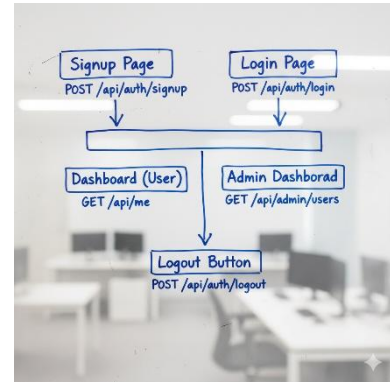 Signup Page
POST /api/auth/signup
Login Page
POST /api/auth/login
Dashboard (User)
GET /api/me
Admin Dashborad
GET /api/admin/users
Logout Button
POST /api/auth/logout